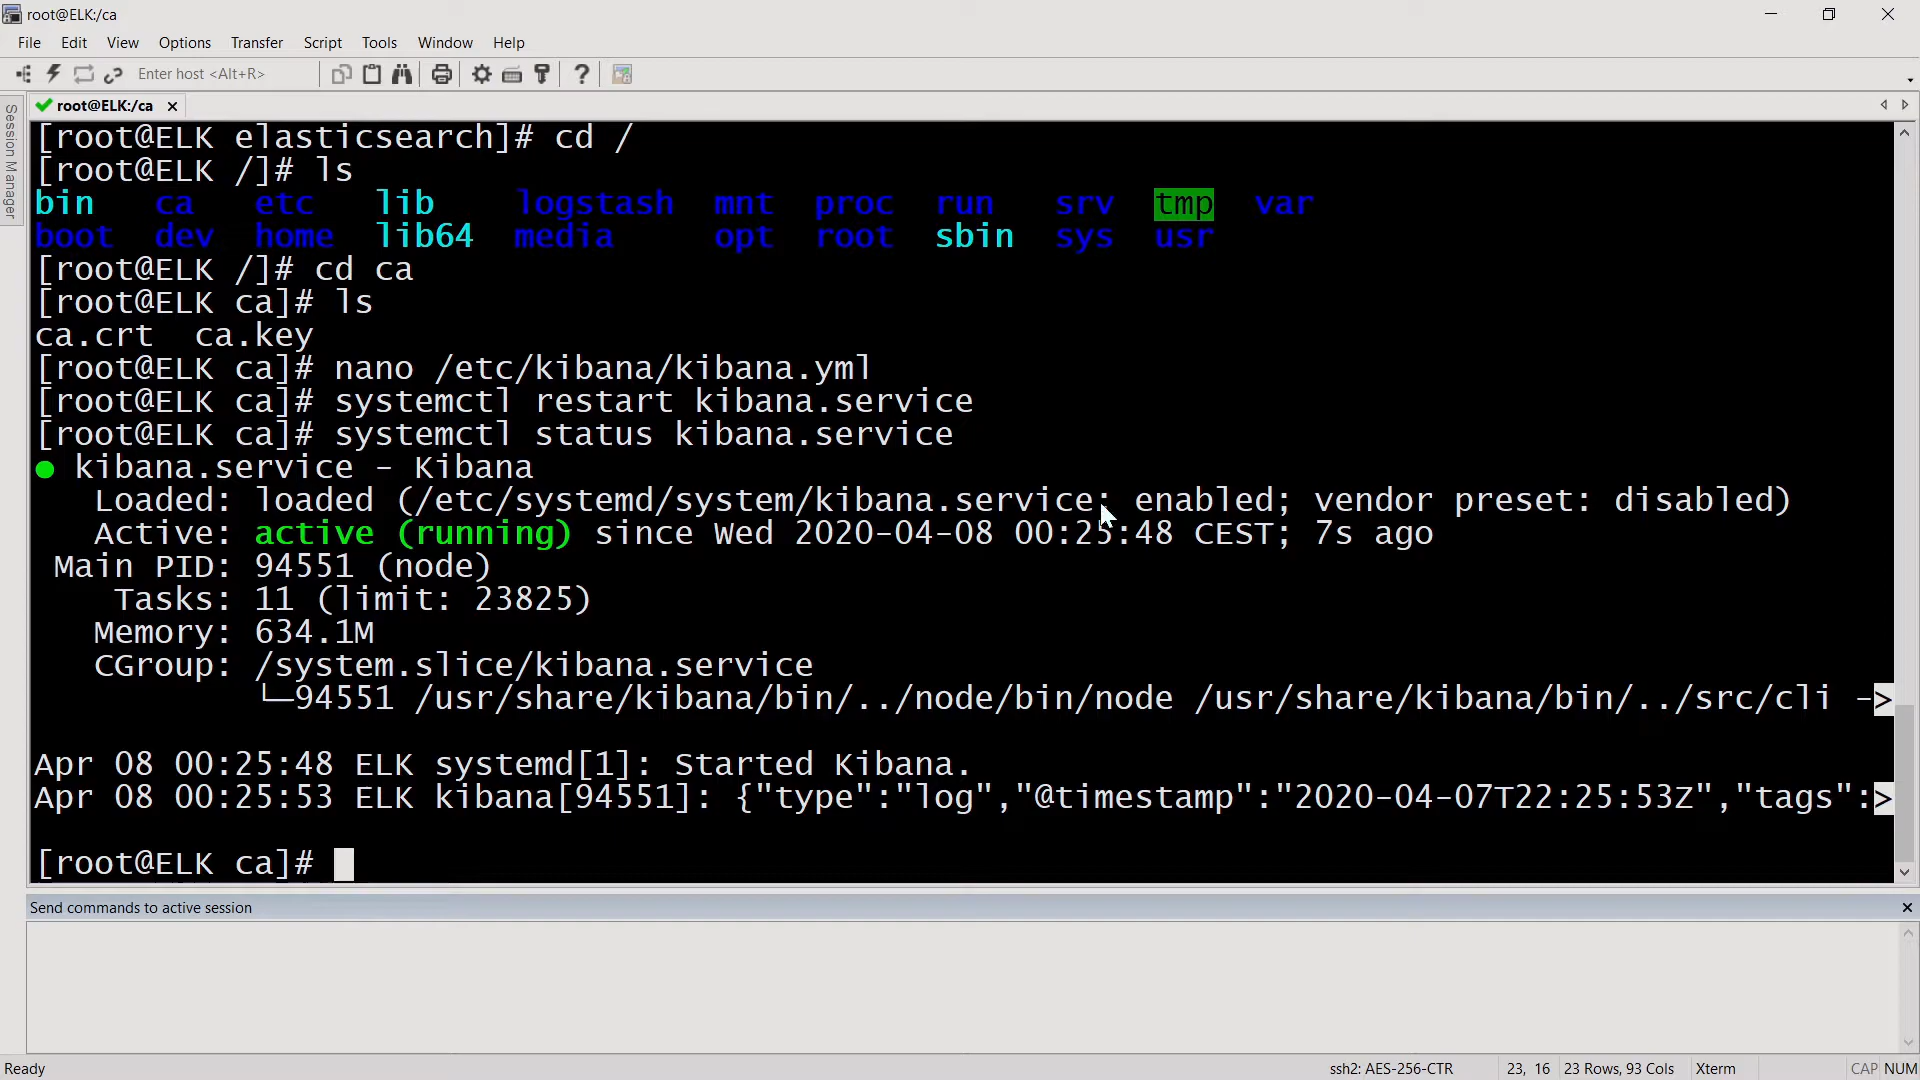 root@ELK:/ca
File Edit View Options Transfer Script Tools Window Help
Enter host <Alt+R>
Session Manager
root@ELK:/ca
[root@ELK elasticsearch]# cd /
[root@ELK /]# ls
bin ca etc lib logstash mnt proc run srv tmp var
boot dev home lib64 media opt root sbin sys usr
[root@ELK /]# cd ca
[root@ELK ca]# ls
ca.crt ca.key
[root@ELK ca]# nano /etc/kibana/kibana.yml
[root@ELK ca]# systemctl restart kibana.service
[root@ELK ca]# systemctl status kibana.service
● kibana.service - Kibana
Loaded: loaded (/etc/systemd/system/kibana.service; enabled; vendor preset: disabled)
Active: active (running) since Wed 2020-04-08 00:25:48 CEST; 7s ago
Main PID: 94551 (node)
Tasks: 11 (limit: 23825)
Memory: 634.1M
CGroup: /system.slice/kibana.service
└─94551 /usr/share/kibana/bin/../node/bin/node /usr/share/kibana/bin/../src/cli ->
Apr 08 00:25:48 ELK systemd[1]: Started Kibana.
Apr 08 00:25:53 ELK kibana[94551]: {"type":"log","@timestamp":"2020-04-07T22:25:53Z","tags":>
[root@ELK ca]#
Send commands to active session
Ready ssh2: AES-256-CTR 23, 16 23 Rows, 93 Cols Xterm CAP NUM